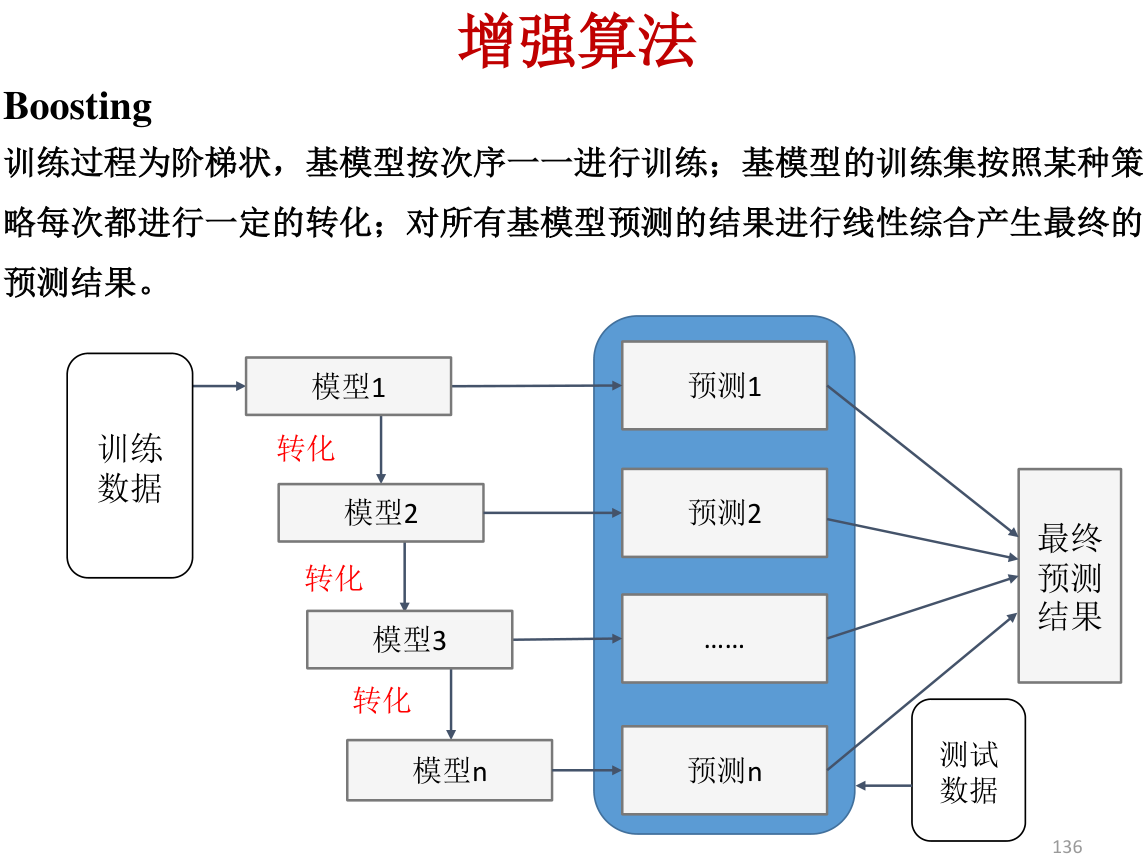 增强算法
Boosting
训练过程为阶梯状，基模型按次序一一进行训练；基模型的训练集按照某种策
略每次都进行一定的转化；对所有基模型预测的结果进行线性综合产生最终的
预测结果。
训练
数据
模型1
转化
模型2
转化
模型3
转化
模型n
预测1
预测2
……
预测n
最终
预测
结果
测试
数据
136